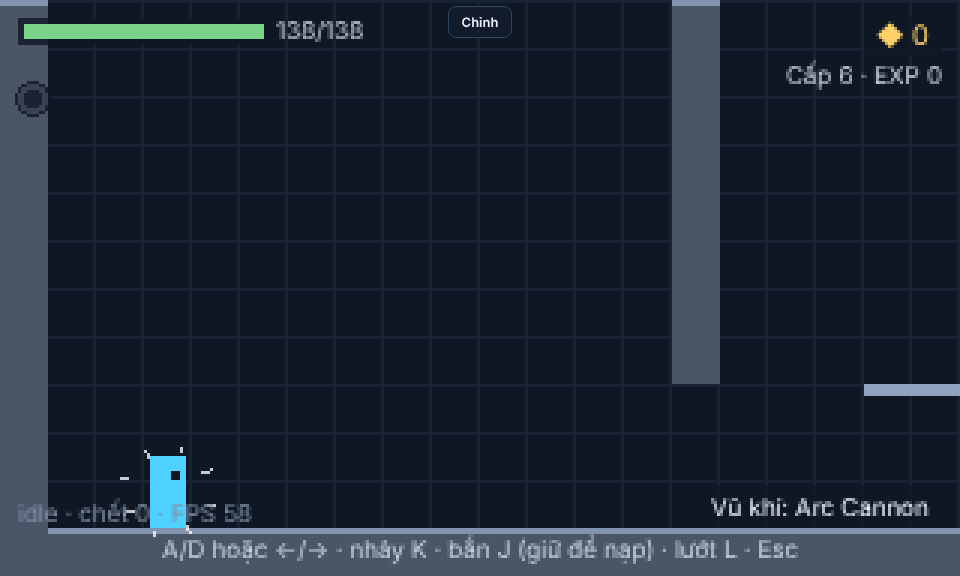 138/138
Chỉnh
0
Cấp 6 - EXP 0
idle - chết 0 · FPS 58
Vũ khí: Arc Cannon
A/D hoặc ←/→ · nhảy K · bắn J (giữ để nạp) · lướt L · Esc